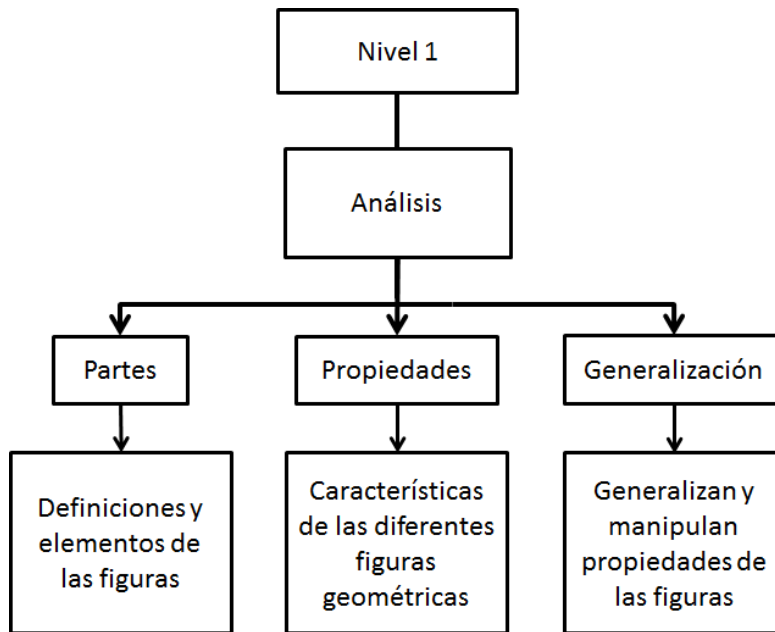 Nivel 1
Análisis
Partes
Propiedades
Generalización
Definiciones y
elementos de
las figuras
Característícas
de las diferentes
figuras
geométricas
Generalizan y
manipulan
propiedades de
las figuras